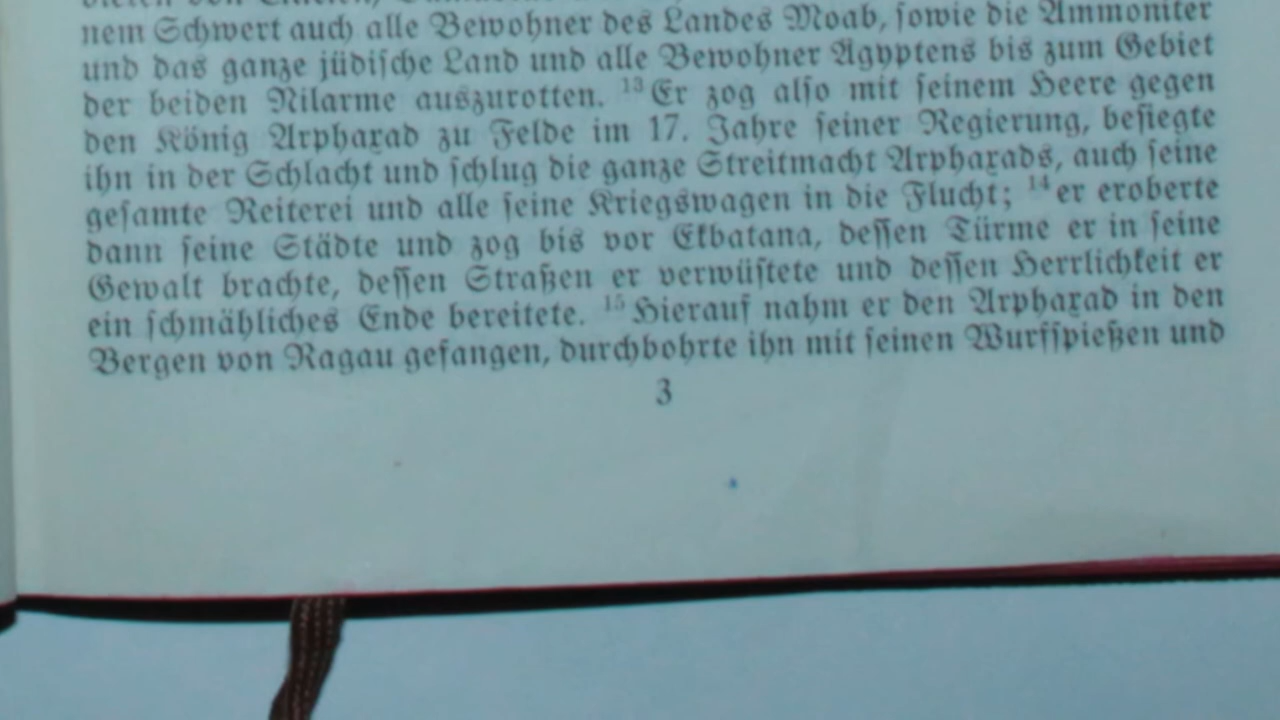 nem Schwert auch alle Bewohner des Landes Moab, sowie die Ammoniter
und das ganze jüdische Land und alle Bewohner Ägyptens bis zum Gebiet
der beiden Nilarme auszurotten. ¹³ Er zog also mit seinem Heere gegen
den König Arpharad zu Felde im 17. Jahre seiner Regierung, besiegte
ihn in der Schlacht und schlug die ganze Streitmacht Arpharads, auch seine
gesamte Reiterei und alle seine Kriegswagen in die Flucht; ¹⁴ er eroberte
dann seine Städte und zog bis vor Ekbatana, dessen Türme er in seine
Gewalt brachte, dessen Straßen er verwüstete und dessen Herrlichkeit er
ein schmähliches Ende bereitete. ¹⁵ Hierauf nahm er den Arpharad in den
Bergen von Ragau gefangen, durchbohrte ihn mit seinen Wurfspießen und
3